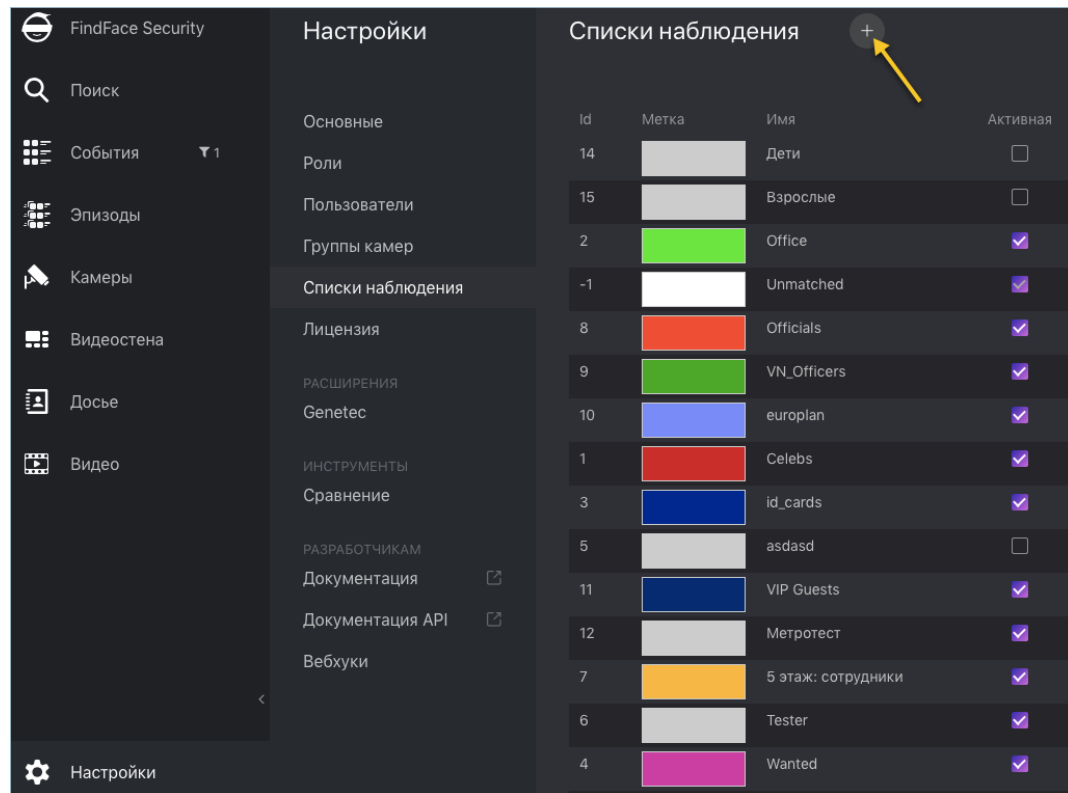 FindFace Security
Поиск
События 1
Эпизоды
Камеры
Видеостена
Досье
Видео
Настройки
Настройки
Основные
Роли
Пользователи
Группы камер
Списки наблюдения
Лицензия
РАСШИРЕНИЯ
Genetec
ИНСТРУМЕНТЫ
Сравнение
РАЗРАБОТЧИКАМ
Документация
Документация API
Вебхуки
Списки наблюдения +
Id Метка Имя Активная
14 Дети
15 Взрослые
2 Office
-1 Unmatched
8 Officials
9 VN_Officers
10 europlan
1 Celebs
3 id_cards
5 asdasd
11 VIP Guests
12 Метротест
7 5 этаж: сотрудники
6 Tester
4 Wanted